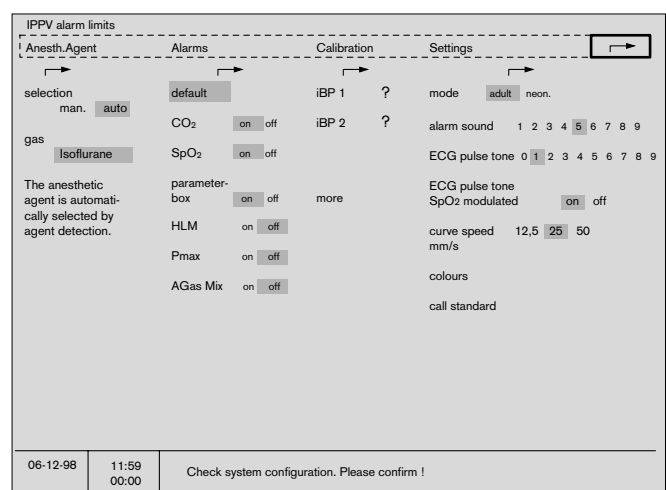 IPPV alarm limits
Anesth.Agent Alarms Calibration Settings
selection
man. auto
gas
Isoflurane
The anesthetic
agent is automati-
cally selected by
agent detection.
default
CO2 on off
SpO2 on off
parameter-
box on off
HLM on off
Pmax on off
AGas Mix on off
iBP 1 ?
iBP 2 ?
more
mode adult neon.
alarm sound 1 2 3 4 5 6 7 8 9
ECG pulse tone 0 1 2 3 4 5 6 7 8 9
ECG pulse tone
SpO2 modulated on off
curve speed 12,5 25 50
mm/s
colours
call standard
06-12-98
11:59
00:00
Check system configuration. Please confirm !